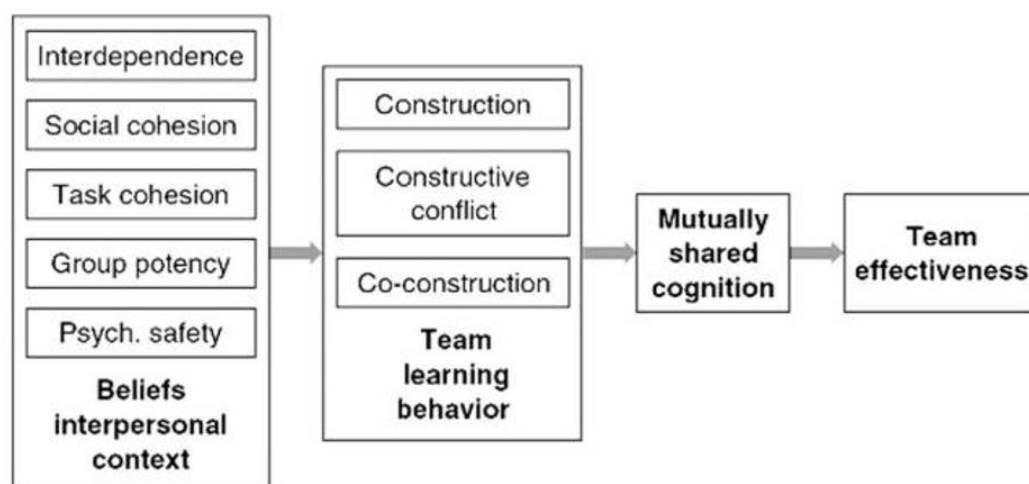 Interdependence
Social cohesion
Task cohesion
Group potency
Psych. safety
Beliefs
interpersonal
context
Construction
Constructive
conflict
Co-construction
Team
learning
behavior
Mutually
shared
cognition
Team
effectiveness